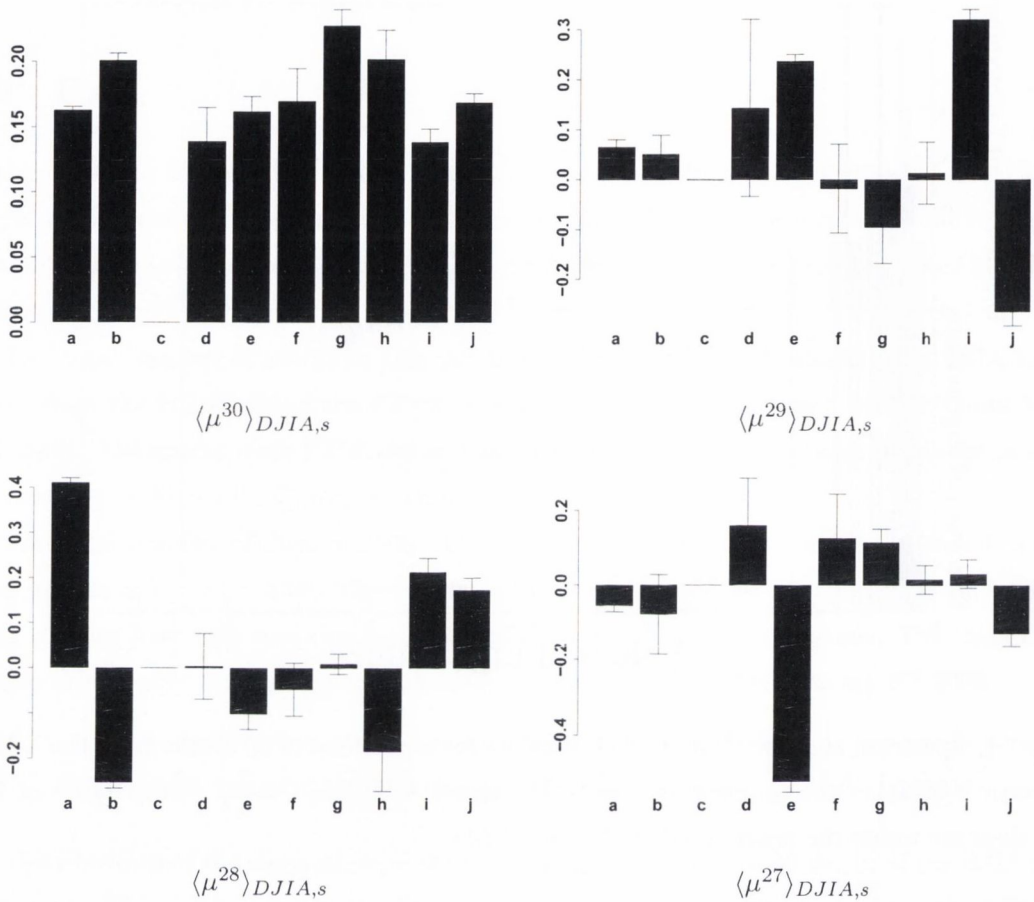 0.20
0.15
0.10
0.05
0.00
a b c d e f g h i j
⟨μ^30⟩_DJIA,s
0.3
0.2
0.1
0.0
−0.1
−0.2
a b c d e f g h i j
⟨μ^29⟩_DJIA,s
0.4
0.3
0.2
0.1
0.0
−0.2
a b c d e f g h i j
⟨μ^28⟩_DJIA,s
0.2
0.0
−0.2
−0.4
a b c d e f g h i j
⟨μ^27⟩_DJIA,s